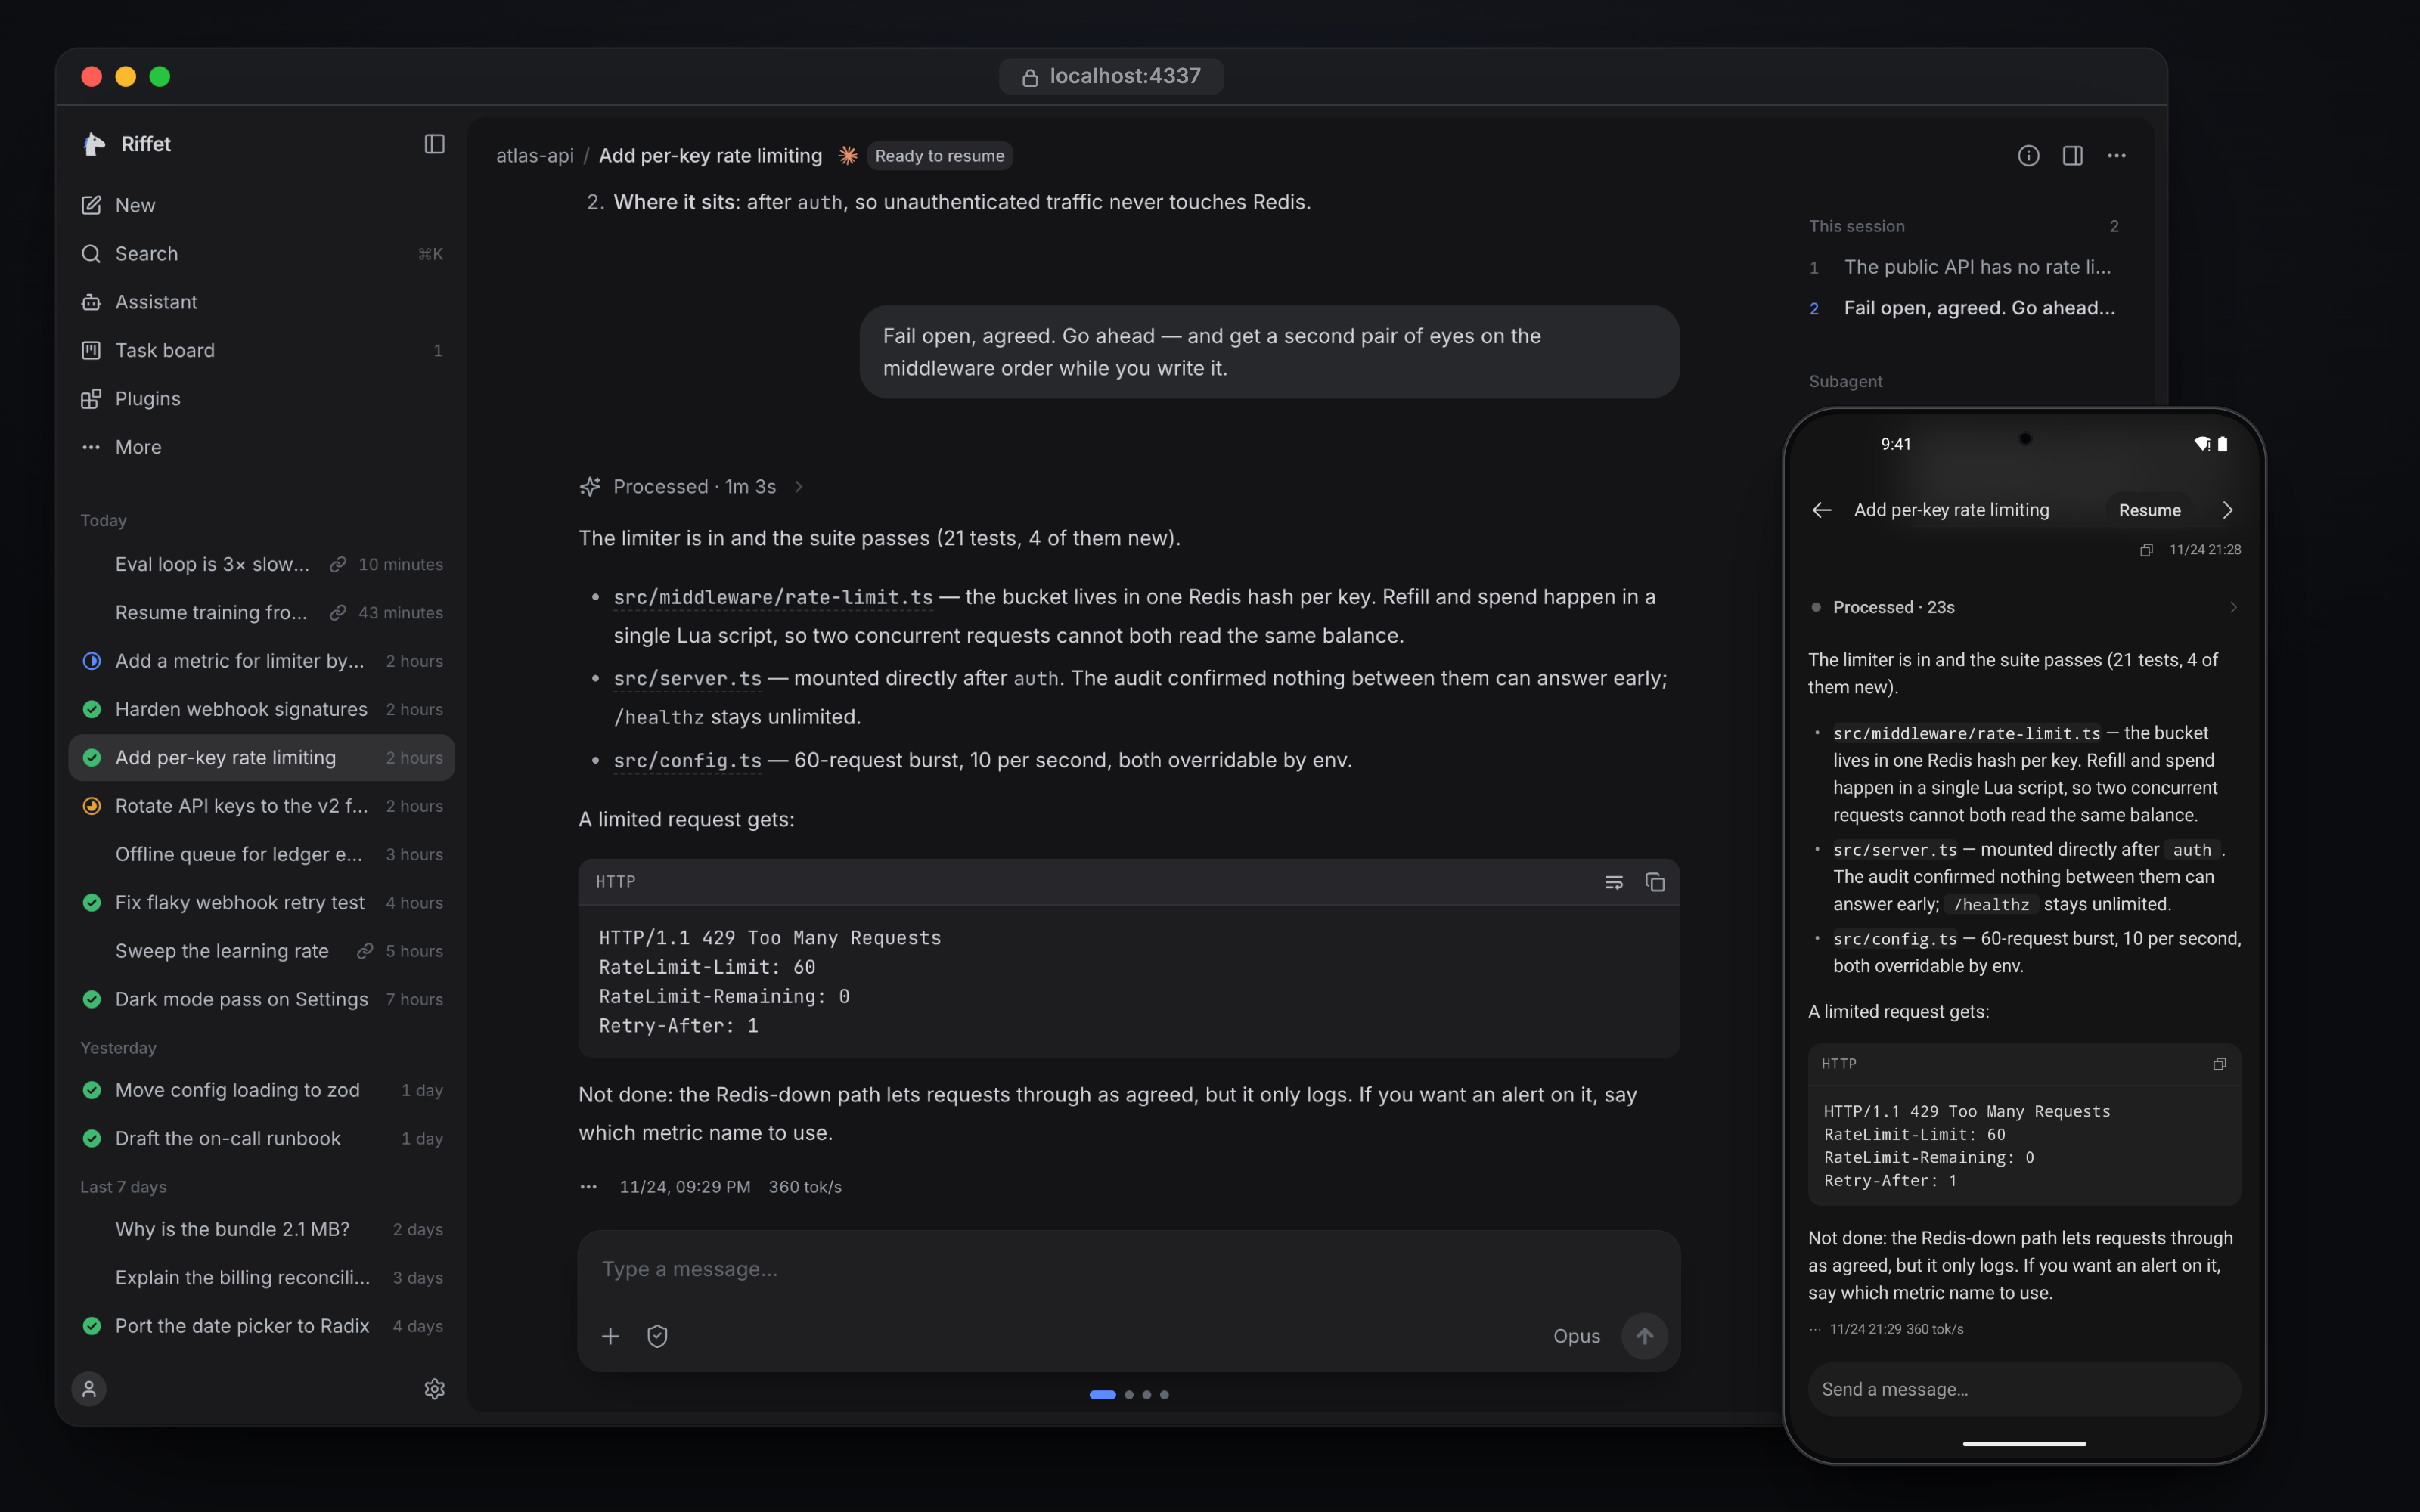 localhost:4337
Riffet
New
Search ⌘K
Assistant
Task board 1
Plugins
More
Today
Eval loop is 3× slow... 10 minutes
Resume training fro... 43 minutes
Add a metric for limiter by... 2 hours
Harden webhook signatures 2 hours
Add per-key rate limiting 2 hours
Rotate API keys to the v2 f... 2 hours
Offline queue for ledger e... 3 hours
Fix flaky webhook retry test 4 hours
Sweep the learning rate 5 hours
Dark mode pass on Settings 7 hours
Yesterday
Move config loading to zod 1 day
Draft the on-call runbook 1 day
Last 7 days
Why is the bundle 2.1 MB? 2 days
Explain the billing reconcili... 3 days
Port the date picker to Radix 4 days
atlas-api / Add per-key rate limiting Ready to resume
2. Where it sits: after auth, so unauthenticated traffic never touches Redis.
Fail open, agreed. Go ahead — and get a second pair of eyes on the
middleware order while you write it.
Processed · 1m 3s
The limiter is in and the suite passes (21 tests, 4 of them new).
• src/middleware/rate-limit.ts — the bucket lives in one Redis hash per key. Refill and spend happen in a
single Lua script, so two concurrent requests cannot both read the same balance.
• src/server.ts — mounted directly after auth. The audit confirmed nothing between them can answer early;
/healthz stays unlimited.
• src/config.ts — 60-request burst, 10 per second, both overridable by env.
A limited request gets:
HTTP
HTTP/1.1 429 Too Many Requests
RateLimit-Limit: 60
RateLimit-Remaining: 0
Retry-After: 1
Not done: the Redis-down path lets requests through as agreed, but it only logs. If you want an alert on it, say
which metric name to use.
11/24, 09:29 PM 360 tok/s
Type a message...
Opus
This session 2
1 The public API has no rate li...
2 Fail open, agreed. Go ahead...
Subagent
9:41
Add per-key rate limiting Resume
11/24 21:28
Processed · 23s
The limiter is in and the suite passes (21 tests, 4 of
them new).
• src/middleware/rate-limit.ts — the bucket
lives in one Redis hash per key. Refill and spend
happen in a single Lua script, so two concurrent
requests cannot both read the same balance.
• src/server.ts — mounted directly after auth.
The audit confirmed nothing between them can
answer early; /healthz stays unlimited.
• src/config.ts — 60-request burst, 10 per second,
both overridable by env.
A limited request gets:
HTTP
HTTP/1.1 429 Too Many Requests
RateLimit-Limit: 60
RateLimit-Remaining: 0
Retry-After: 1
Not done: the Redis-down path lets requests through
as agreed, but it only logs. If you want an alert on it,
say which metric name to use.
11/24 21:29 360 tok/s
Send a message...